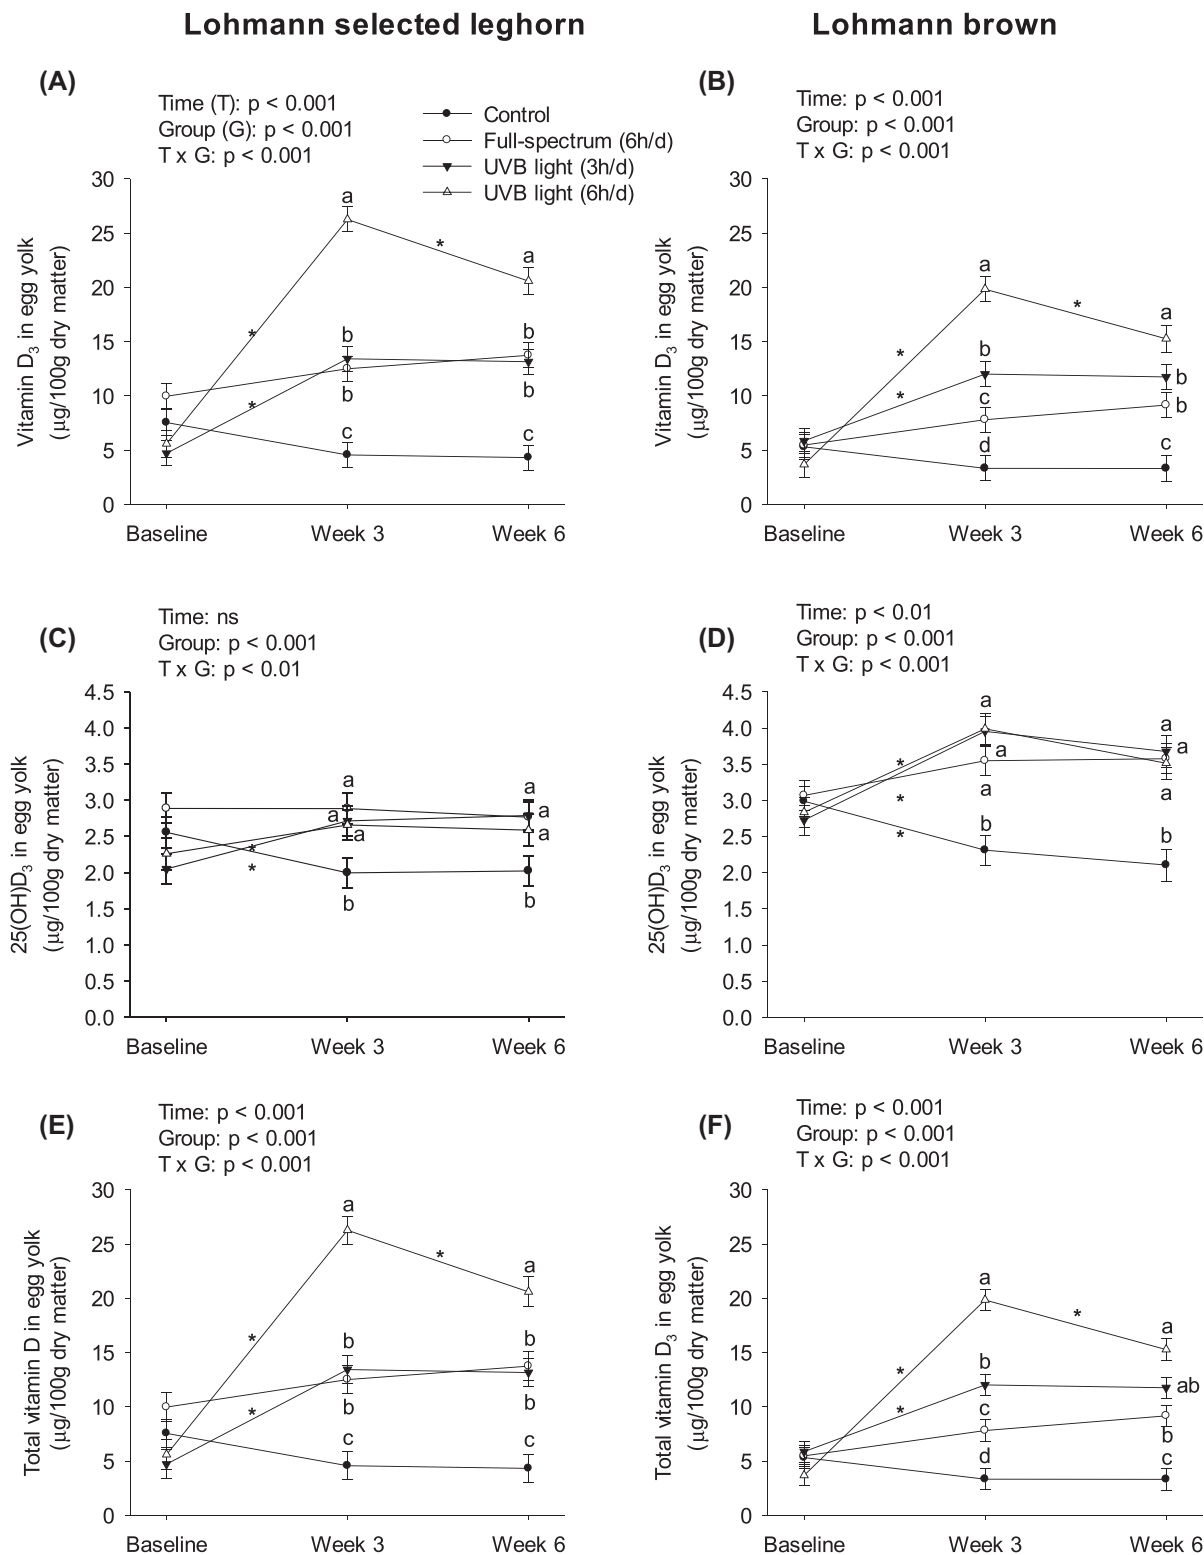 Lohmann selected leghorn
Lohmann brown
(A)
Time (T): p < 0.001
Group (G): p < 0.001
T x G: p < 0.001
Control
Full-spectrum (6h/d)
UVB light (3h/d)
UVB light (6h/d)
Vitamin D3 in egg yolk
(µg/100g dry matter)
30
25
20
15
10
5
0
a
*
a
*
b
b
*
b
b
c
c
Baseline
Week 3
Week 6
(B)
Time: p < 0.001
Group: p < 0.001
T x G: p < 0.001
Vitamin D3 in egg yolk
(µg/100g dry matter)
30
25
20
15
10
5
0
a
*
a
*
b
b
*
c
b
d
c
Baseline
Week 3
Week 6
(C)
Time: ns
Group: p < 0.001
T x G: p < 0.01
25(OH)D3 in egg yolk
(µg/100g dry matter)
4.5
4.0
3.5
3.0
2.5
2.0
1.5
1.0
0.5
0.0
a
a
a
a
a
a
*
*
b
b
Baseline
Week 3
Week 6
(D)
Time: p < 0.01
Group: p < 0.001
T x G: p < 0.001
25(OH)D3 in egg yolk
(µg/100g dry matter)
4.5
4.0
3.5
3.0
2.5
2.0
1.5
1.0
0.5
0.0
a
a
*
a
a
*
a
a
*
b
b
Baseline
Week 3
Week 6
(E)
Time: p < 0.001
Group: p < 0.001
T x G: p < 0.001
Total vitamin D in egg yolk
(µg/100g dry matter)
30
25
20
15
10
5
0
a
*
a
*
b
b
*
b
b
c
c
Baseline
Week 3
Week 6
(F)
Time: p < 0.001
Group: p < 0.001
T x G: p < 0.001
Total vitamin D3 in egg yolk
(µg/100g dry matter)
30
25
20
15
10
5
0
a
*
a
*
b
ab
*
c
b
d
c
Baseline
Week 3
Week 6